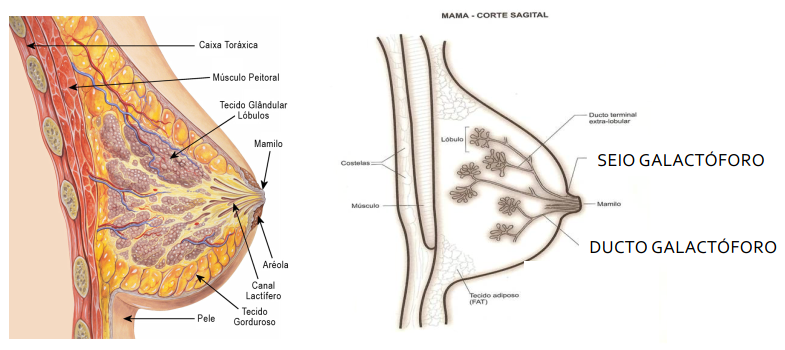 Caixa Toráxica
Músculo Peitoral
Tecido Glândular
Lóbulos
Mamilo
Aréola
Canal
Lactífero
Tecido
Gorduroso
Pele
MAMA - CORTE SAGITAL
Ducto terminal
extra-lobular
Lóbulo
SEIO GALACTÓFORO
Costelas
Músculo
Mamilo
DUCTO GALACTÓFORO
Tecido adiposo
(FAT)